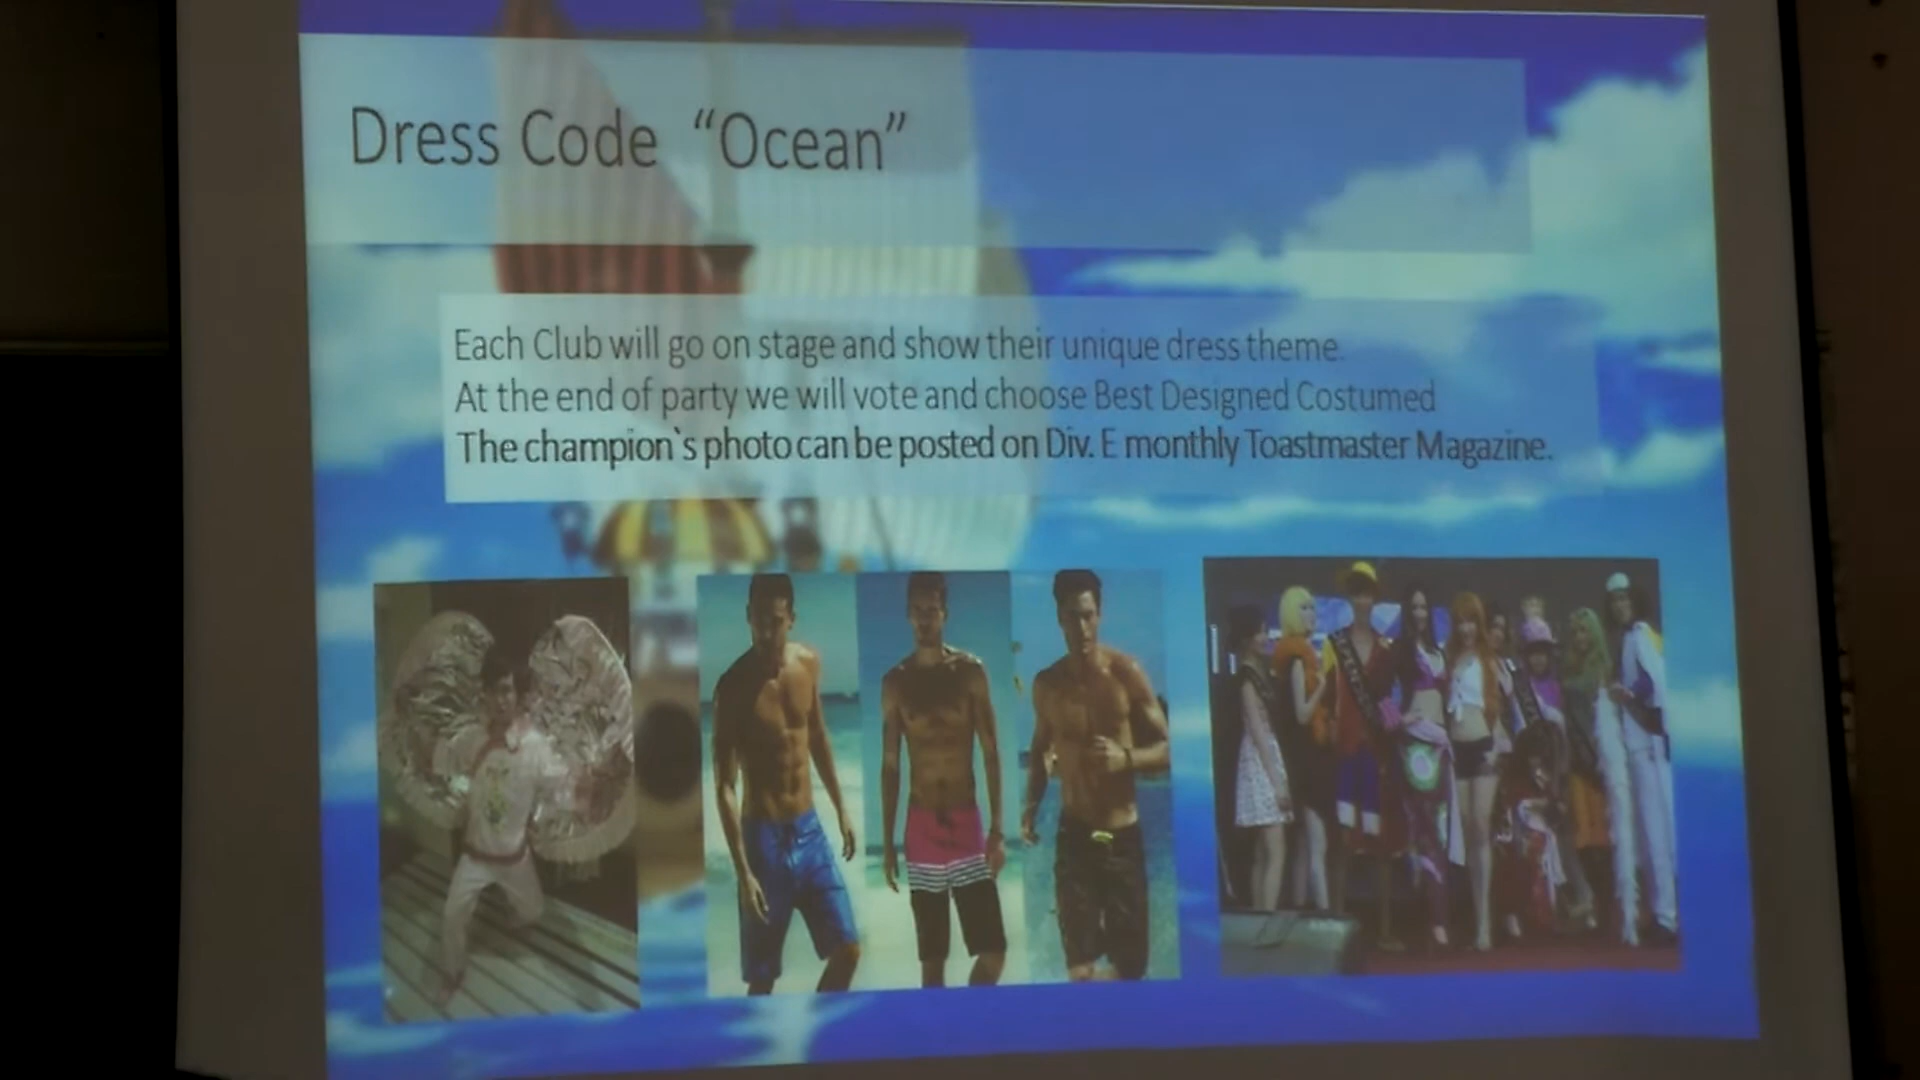 Dress Code “Ocean”
Each Club will go on stage and show their unique dress theme.
At the end of party we will vote and choose Best Designed Costumed
The champion`s photo can be posted on Div. E monthly Toastmaster Magazine.